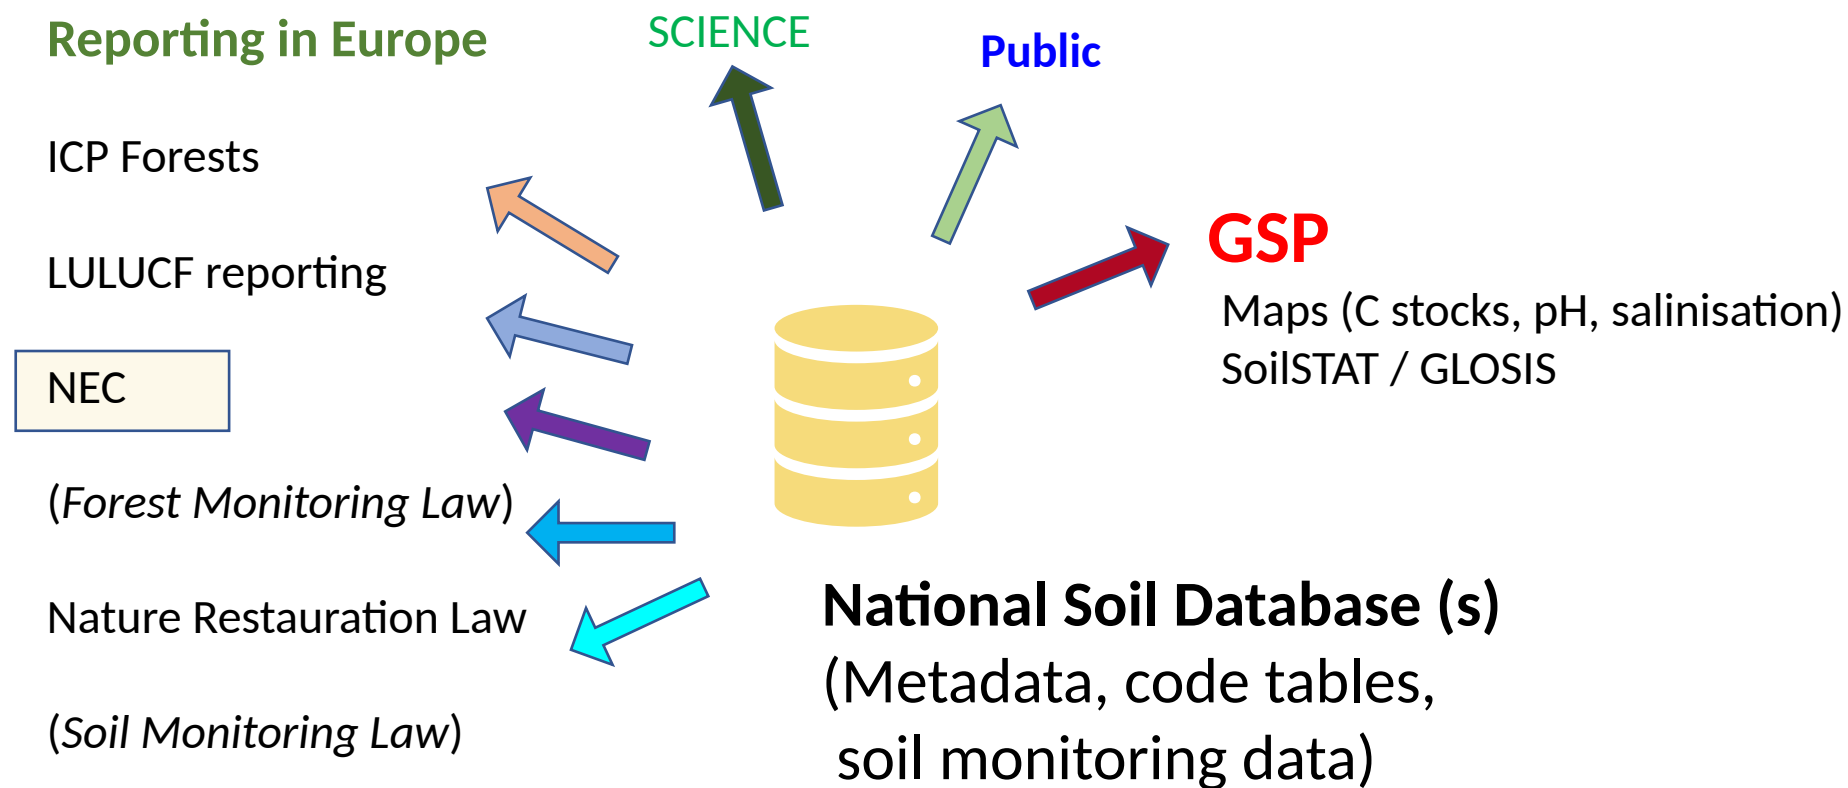 Reporting in Europe
ICP Forests
LULUCF reporting
NEC
(Forest Monitoring Law)
Nature Restauration Law
(Soil Monitoring Law)
SCIENCE
Public
GSP
Maps (C stocks, pH, salinisation)
SoilSTAT / GLOSIS
National Soil Database (s)
(Metadata, code tables,
soil monitoring data)